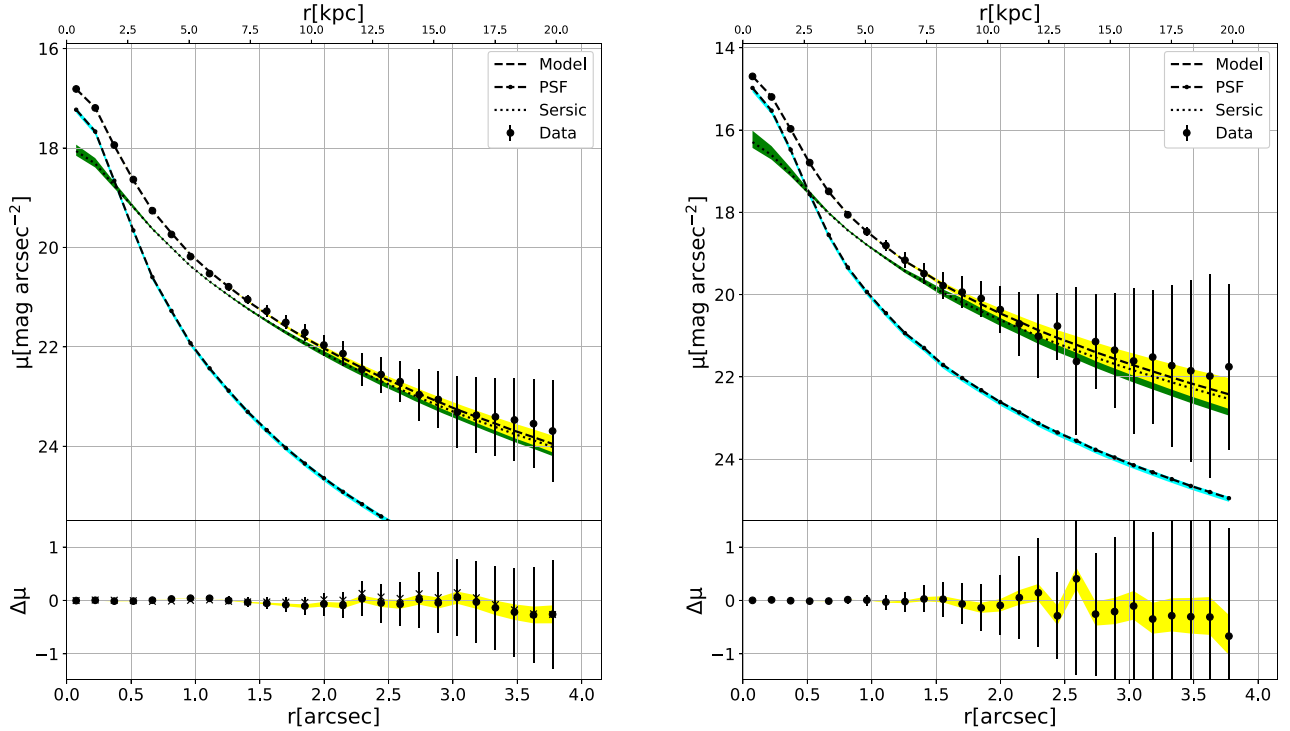 r[kpc]
0.0 2.5 5.0 7.5 10.0 12.5 15.0 17.5 20.0
16
18
20
22
24
μ[mag arcsec⁻²]
Model
PSF
Sersic
Data
1
0
−1
Δμ
0.0 0.5 1.0 1.5 2.0 2.5 3.0 3.5 4.0
r[arcsec]
r[kpc]
0.0 2.5 5.0 7.5 10.0 12.5 15.0 17.5 20.0
14
16
18
20
22
24
μ[mag arcsec⁻²]
Model
PSF
Sersic
Data
1
0
−1
Δμ
0.0 0.5 1.0 1.5 2.0 2.5 3.0 3.5 4.0
r[arcsec]